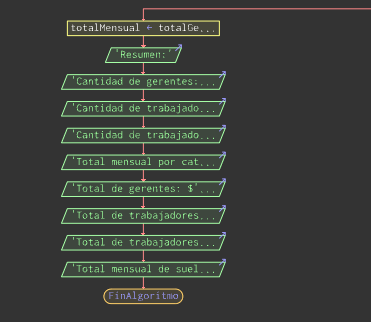 totalMensual ← totalGe...
'Resumen:'
'Cantidad de gerentes:...
'Cantidad de trabajado...
'Cantidad de trabajado...
'Total mensual por cat...
'Total de gerentes: $'...
'Total de trabajadores...
'Total de trabajadores...
'Total mensual de suel...
FinAlgoritmo